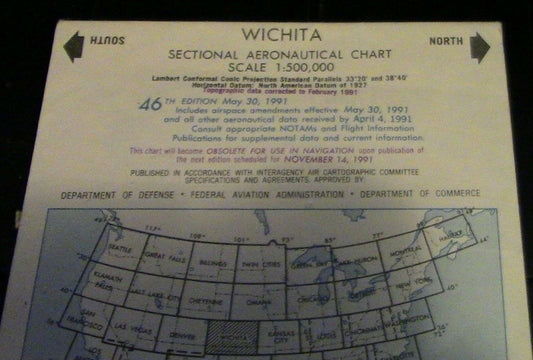 WICHITA
SOUTH
NORTH
SECTIONAL AERONAUTICAL CHART
SCALE 1:500,000
Lambert Conformal Conic Projection Standard Parallels 33°20' and 38°40'
Horizontal Datum: North American Datum of 1927
Topographic data corrected to February 1991
46TH EDITION May 30, 1991
Includes airspace amendments effective May 30, 1991
and all other aeronautical data received by April 4, 1991
Consult appropriate NOTAMs and Flight Information
Publications for supplemental data and current information.
This chart will become OBSOLETE FOR USE IN NAVIGATION upon publication of
the next edition scheduled for NOVEMBER 14, 1991
PUBLISHED IN ACCORDANCE WITH INTERAGENCY AIR CARTOGRAPHIC COMMITTEE
SPECIFICATIONS AND AGREEMENTS. APPROVED BY:
DEPARTMENT OF DEFENSE • FEDERAL AVIATION ADMINISTRATION • DEPARTMENT OF COMMERCE
SEATTLE GREAT FALLS BILLINGS TWIN CITIES GREEN BAY LAKE HURON MONTREAL HALIFAX
KLAMATH FALLS SALT LAKE CITY CHEYENNE OMAHA CHICAGO DETROIT NEW YORK
SAN FRANCISCO LAS VEGAS DENVER WICHITA KANSAS CITY ST LOUIS CINCINNATI WASHINGTON
LOS